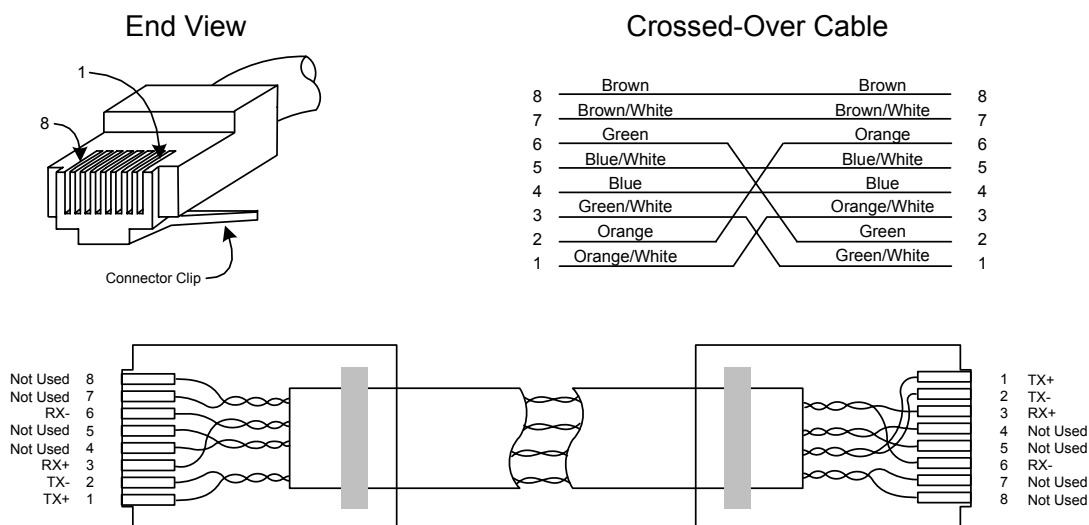 End View
Crossed-Over Cable
1
8
Connector Clip
8 Brown Brown 8
7 Brown/White Brown/White 7
6 Green Orange 6
5 Blue/White Blue/White 5
4 Blue Blue 4
3 Green/White Orange/White 3
2 Orange Green 2
1 Orange/White Green/White 1
Not Used 8
Not Used 7
RX- 6
Not Used 5
Not Used 4
RX+ 3
TX- 2
TX+ 1
1 TX+
2 TX-
3 RX+
4 Not Used
5 Not Used
6 RX-
7 Not Used
8 Not Used